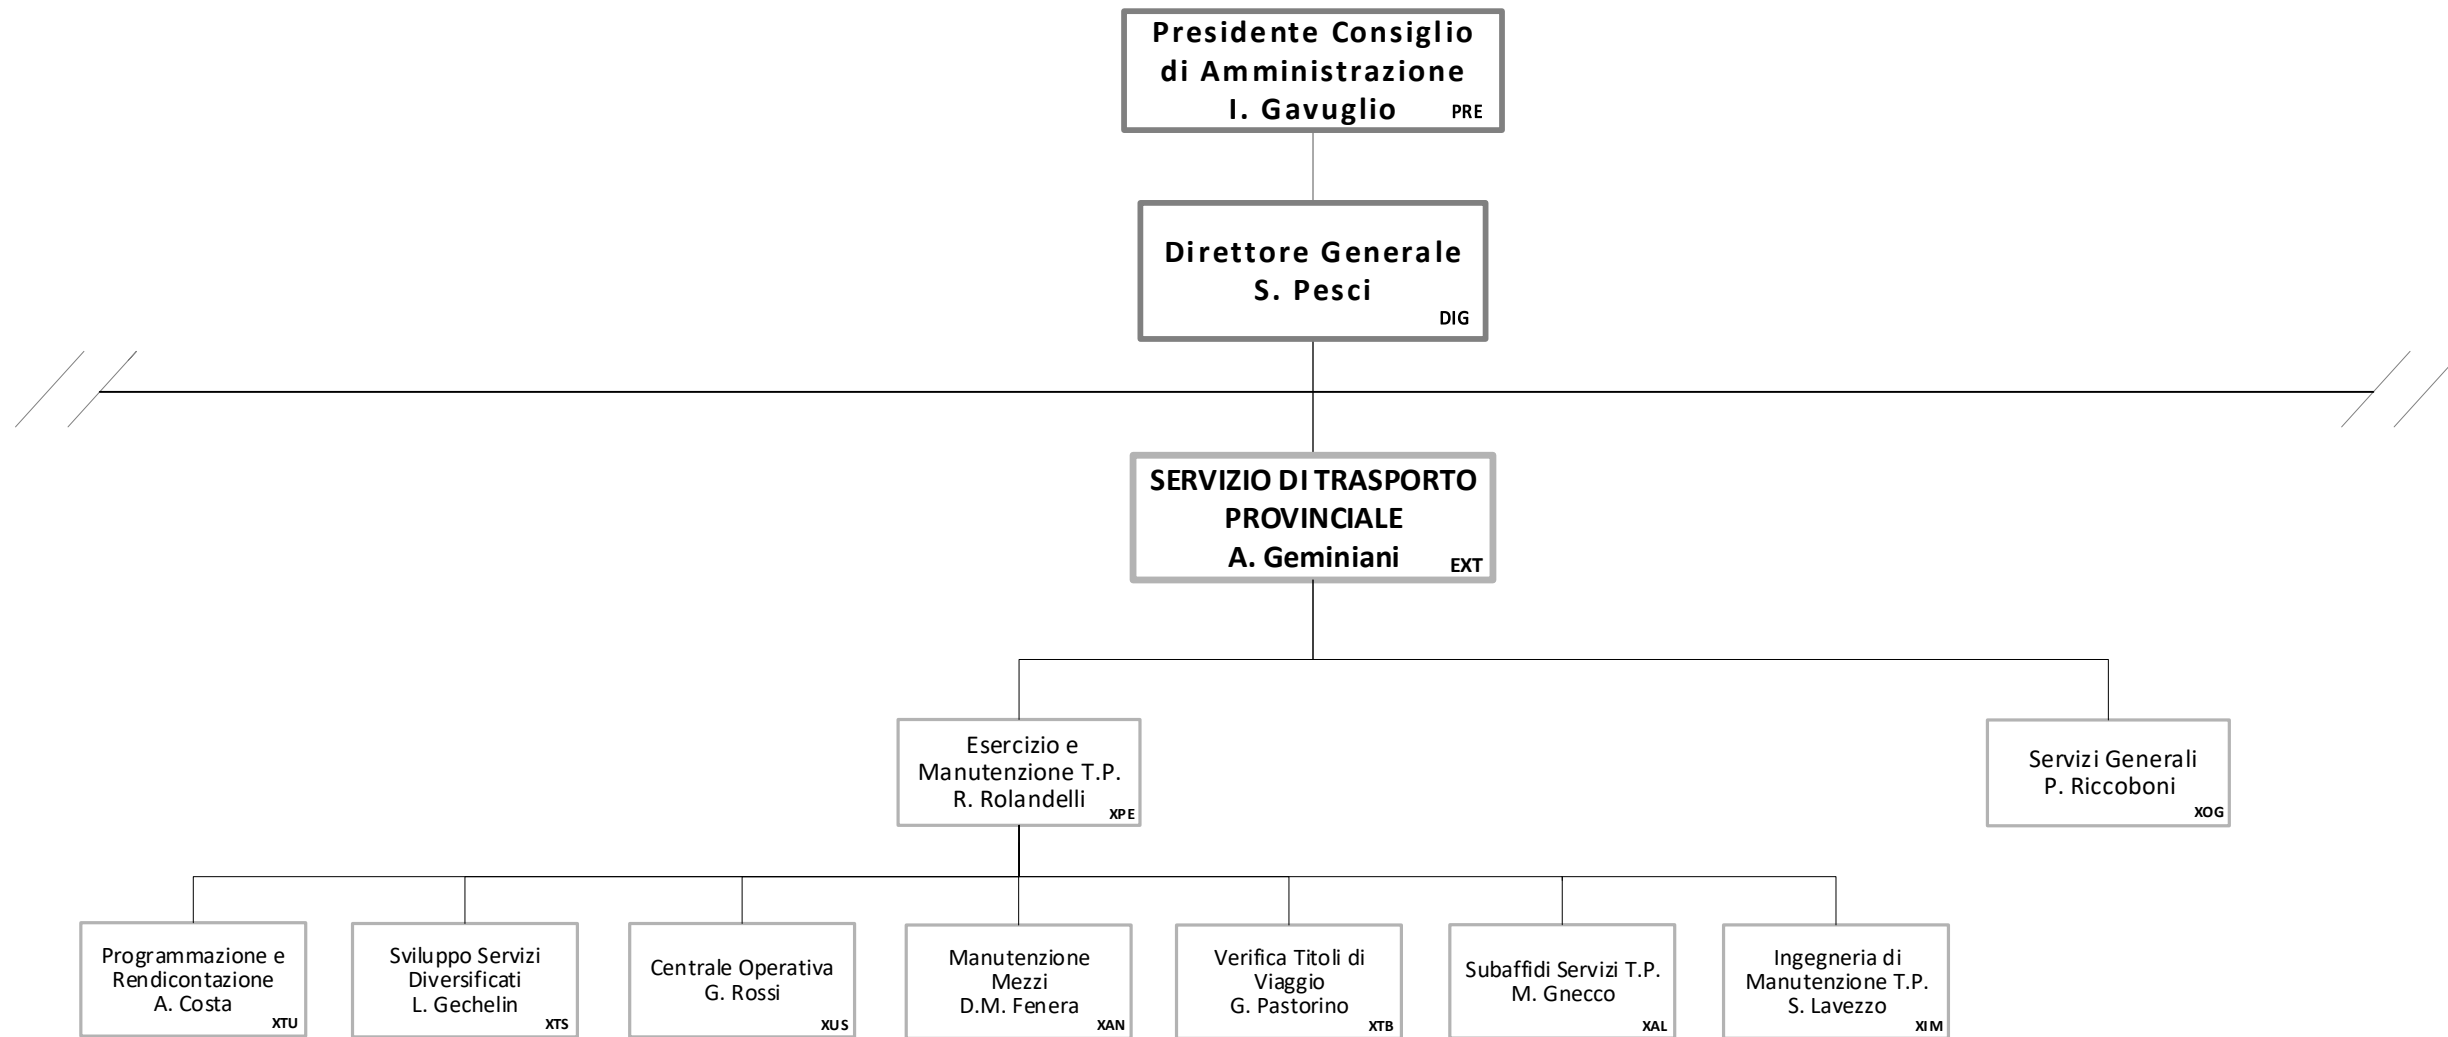 Presidente Consiglio
di Amministrazione
I. Gavuglio PRE
Direttore Generale
S. Pesci
DIG
SERVIZIO DI TRASPORTO
PROVINCIALE
A. Geminiani EXT
Esercizio e
Manutenzione T.P.
R. Rolandelli
XPE
Servizi Generali
P. Riccoboni
XOG
Programmazione e
Rendicontazione
A. Costa
XTU
Sviluppo Servizi
Diversificati
L. Gechelin
XTS
Centrale Operativa
G. Rossi
XUS
Manutenzione
Mezzi
D.M. Fenera
XAN
Verifica Titoli di
Viaggio
G. Pastorino
XTB
Subaffidi Servizi T.P.
M. Gnecco
XAL
Ingegneria di
Manutenzione T.P.
S. Lavezzo
XIM